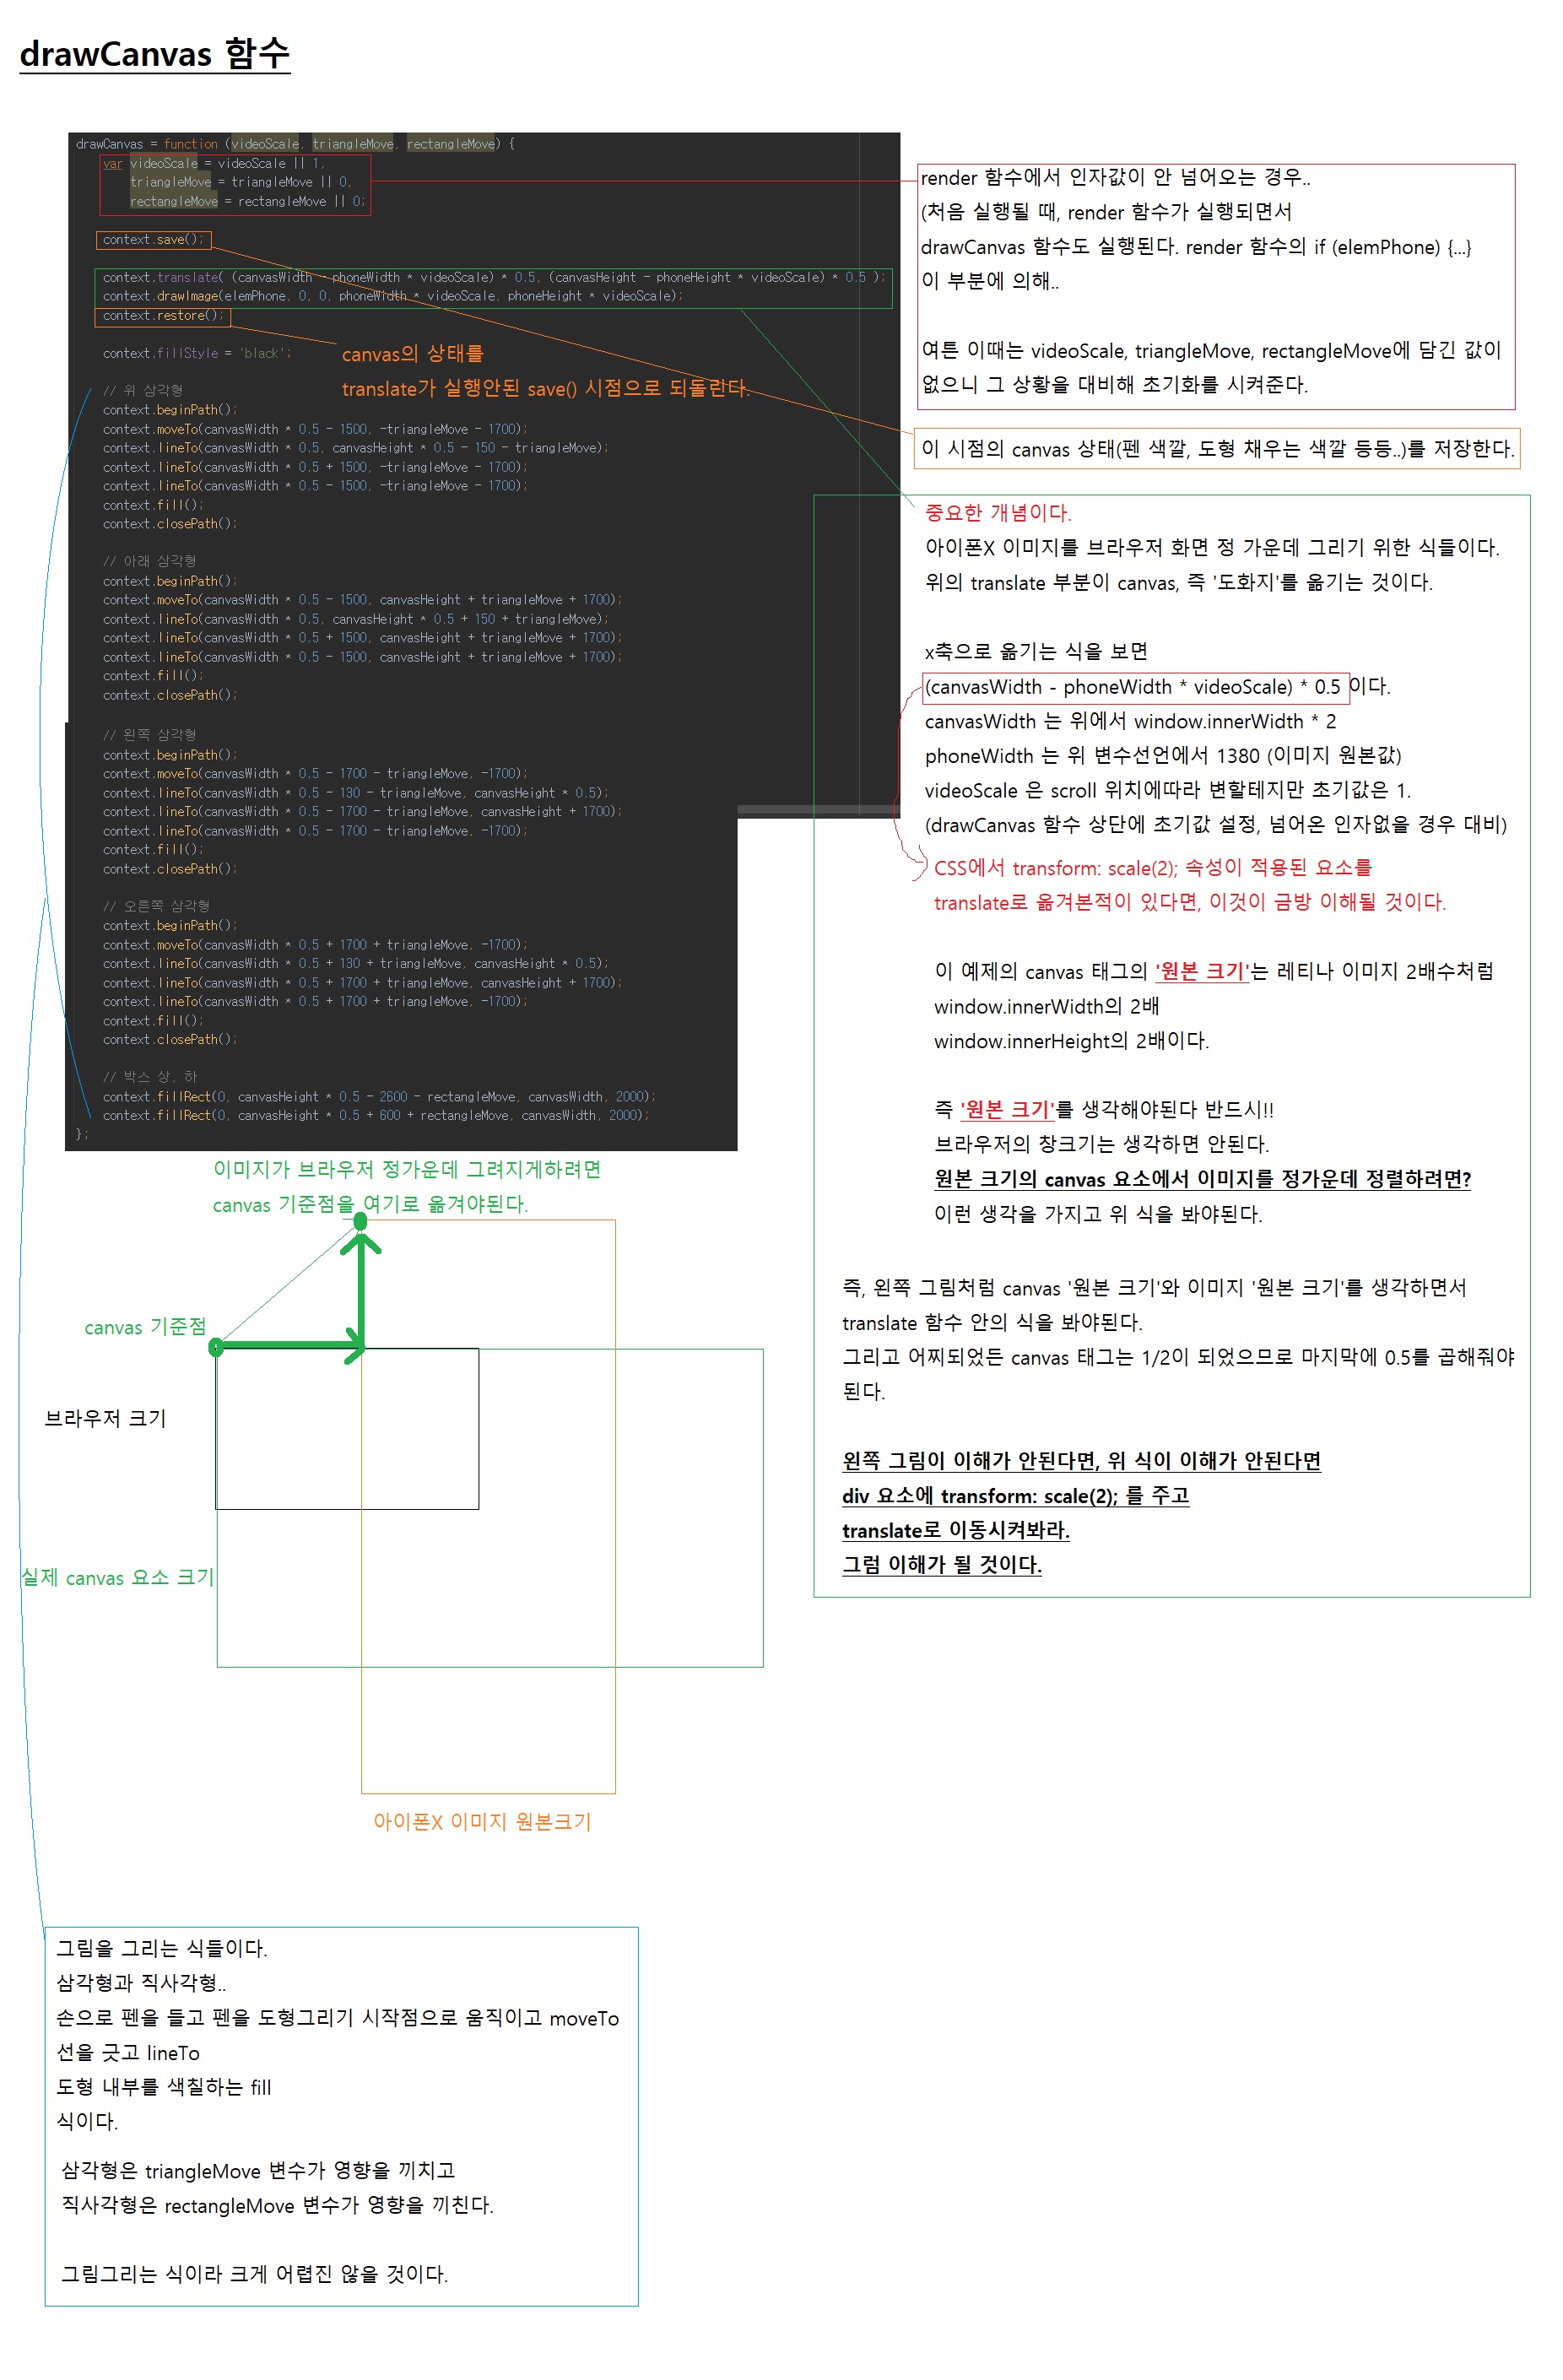 drawCanvas 함수
drawCanvas = function (videoScale, triangleMove, rectangleMove) {
var videoScale = videoScale || 1,
triangleMove = triangleMove || 0,
rectangleMove = rectangleMove || 0;
context.save();
context.translate( (canvasWidth - phoneWidth * videoScale) * 0.5, (canvasHeight - phoneHeight * videoScale) * 0.5 );
context.drawImage(elemPhone, 0, 0, phoneWidth * videoScale, phoneHeight * videoScale);
context.restore();
context.fillStyle = 'black';
// 위 삼각형
context.beginPath();
context.moveTo(canvasWidth * 0.5 - 1500, -triangleMove - 1700);
context.lineTo(canvasWidth * 0.5, canvasHeight * 0.5 - 150 - triangleMove);
context.lineTo(canvasWidth * 0.5 + 1500, -triangleMove - 1700);
context.lineTo(canvasWidth * 0.5 - 1500, -triangleMove - 1700);
context.fill();
context.closePath();
// 아래 삼각형
context.beginPath();
context.moveTo(canvasWidth * 0.5 - 1500, canvasHeight + triangleMove + 1700);
context.lineTo(canvasWidth * 0.5, canvasHeight * 0.5 + 150 + triangleMove);
context.lineTo(canvasWidth * 0.5 + 1500, canvasHeight + triangleMove + 1700);
context.lineTo(canvasWidth * 0.5 - 1500, canvasHeight + triangleMove + 1700);
context.fill();
context.closePath();
// 왼쪽 삼각형
context.beginPath();
context.moveTo(canvasWidth * 0.5 - 1700 - triangleMove, -1700);
context.lineTo(canvasWidth * 0.5 - 130 - triangleMove, canvasHeight * 0.5);
context.lineTo(canvasWidth * 0.5 - 1700 - triangleMove, canvasHeight + 1700);
context.lineTo(canvasWidth * 0.5 - 1700 - triangleMove, -1700);
context.fill();
context.closePath();
// 오른쪽 삼각형
context.beginPath();
context.moveTo(canvasWidth * 0.5 + 1700 + triangleMove, -1700);
context.lineTo(canvasWidth * 0.5 + 130 + triangleMove, canvasHeight * 0.5);
context.lineTo(canvasWidth * 0.5 + 1700 + triangleMove, canvasHeight + 1700);
context.lineTo(canvasWidth * 0.5 + 1700 + triangleMove, -1700);
context.fill();
context.closePath();
// 박스 상, 하
context.fillRect(0, canvasHeight * 0.5 - 2600 - rectangleMove, canvasWidth, 2000);
context.fillRect(0, canvasHeight * 0.5 + 600 + rectangleMove, canvasWidth, 2000);
};
canvas의 상태를
translate가 실행안된 save() 시점으로 되돌린다.
render 함수에서 인자값이 안 넘어오는 경우..
(처음 실행될 때, render 함수가 실행되면서
drawCanvas 함수도 실행된다. render 함수의 if (elemPhone) {...}
이 부분에 의해..
여튼 이때는 videoScale, triangleMove, rectangleMove에 담긴 값이
없으니 그 상황을 대비해 초기화를 시켜준다.
이 시점의 canvas 상태(펜 색깔, 도형 채우는 색깔 등등..)를 저장한다.
중요한 개념이다.
아이폰X 이미지를 브라우저 화면 정 가운데 그리기 위한 식들이다.
위의 translate 부분이 canvas, 즉 '도화지'를 옮기는 것이다.
x축으로 옮기는 식을 보면
(canvasWidth - phoneWidth * videoScale) * 0.5 이다.
canvasWidth 는 위에서 window.innerWidth * 2
phoneWidth 는 위 변수선언에서 1380 (이미지 원본값)
videoScale 은 scroll 위치에따라 변할테지만 초기값은 1.
(drawCanvas 함수 상단에 초기값 설정, 넘어온 인자없을 경우 대비)
CSS에서 transform: scale(2); 속성이 적용된 요소를
translate로 옮겨본적이 있다면, 이것이 금방 이해될 것이다.
이 예제의 canvas 태그의 '원본 크기'는 레티나 이미지 2배수처럼
window.innerWidth의 2배
window.innerHeight의 2배이다.
즉 '원본 크기'를 생각해야된다 반드시!!
브라우저의 창크기는 생각하면 안된다.
원본 크기의 canvas 요소에서 이미지를 정가운데 정렬하려면?
이런 생각을 가지고 위 식을 봐야된다.
즉, 왼쪽 그림처럼 canvas '원본 크기'와 이미지 '원본 크기'를 생각하면서
translate 함수 안의 식을 봐야된다.
그리고 어찌되었든 canvas 태그는 1/2이 되었으므로 마지막에 0.5를 곱해줘야
된다.
왼쪽 그림이 이해가 안된다면, 위 식이 이해가 안된다면
div 요소에 transform: scale(2); 를 주고
translate로 이동시켜봐라.
그럼 이해가 될 것이다.
이미지가 브라우저 정가운데 그려지게하려면
canvas 기준점을 여기로 옮겨야된다.
canvas 기준점
브라우저 크기
실제 canvas 요소 크기
아이폰X 이미지 원본크기
그림을 그리는 식들이다.
삼각형과 직사각형..
손으로 펜을 들고 펜을 도형그리기 시작점으로 움직이고 moveTo
선을 긋고 lineTo
도형 내부를 색칠하는 fill
식이다.
삼각형은 triangleMove 변수가 영향을 끼치고
직사각형은 rectangleMove 변수가 영향을 끼친다.
그림그리는 식이라 크게 어렵진 않을 것이다.